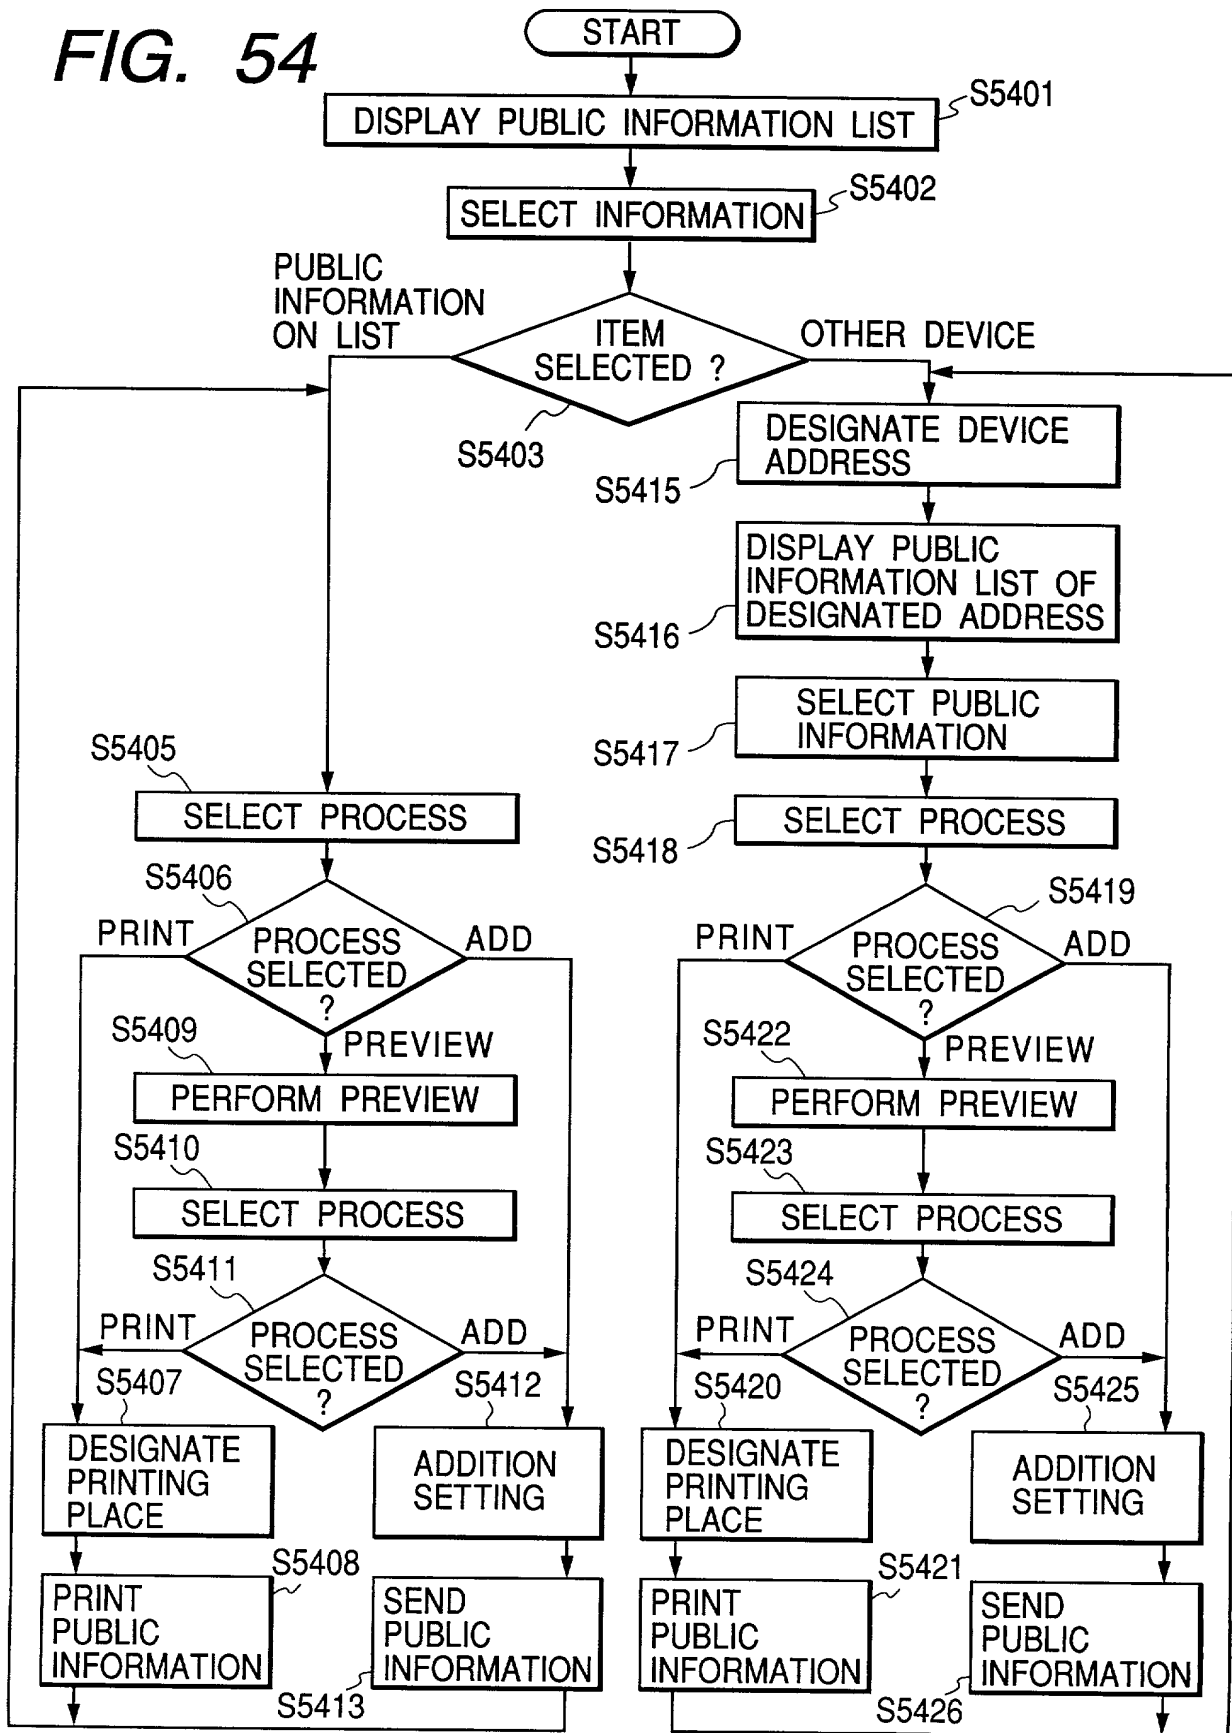 FIG. 54
START
S5401
DISPLAY PUBLIC INFORMATION LIST
S5402
SELECT INFORMATION
PUBLIC
INFORMATION
ON LIST
ITEM
SELECTED ?
OTHER DEVICE
S5403
DESIGNATE DEVICE
ADDRESS
S5415
DISPLAY PUBLIC
INFORMATION LIST OF
DESIGNATED ADDRESS
S5416
SELECT PUBLIC
INFORMATION
S5417
S5405
SELECT PROCESS
SELECT PROCESS
S5418
S5406
PRINT
PROCESS
SELECTED
?
ADD
S5419
PRINT
PROCESS
SELECTED
?
ADD
S5409
PREVIEW
PERFORM PREVIEW
S5422
PREVIEW
PERFORM PREVIEW
S5410
SELECT PROCESS
S5423
SELECT PROCESS
S5411
PRINT
PROCESS
SELECTED
?
ADD
S5424
PRINT
PROCESS
SELECTED
?
ADD
S5407
DESIGNATE
PRINTING
PLACE
S5412
ADDITION
SETTING
S5420
DESIGNATE
PRINTING
PLACE
S5425
ADDITION
SETTING
S5408
PRINT
PUBLIC
INFORMATION
SEND
PUBLIC
INFORMATION
S5413
S5421
PRINT
PUBLIC
INFORMATION
SEND
PUBLIC
INFORMATION
S5426